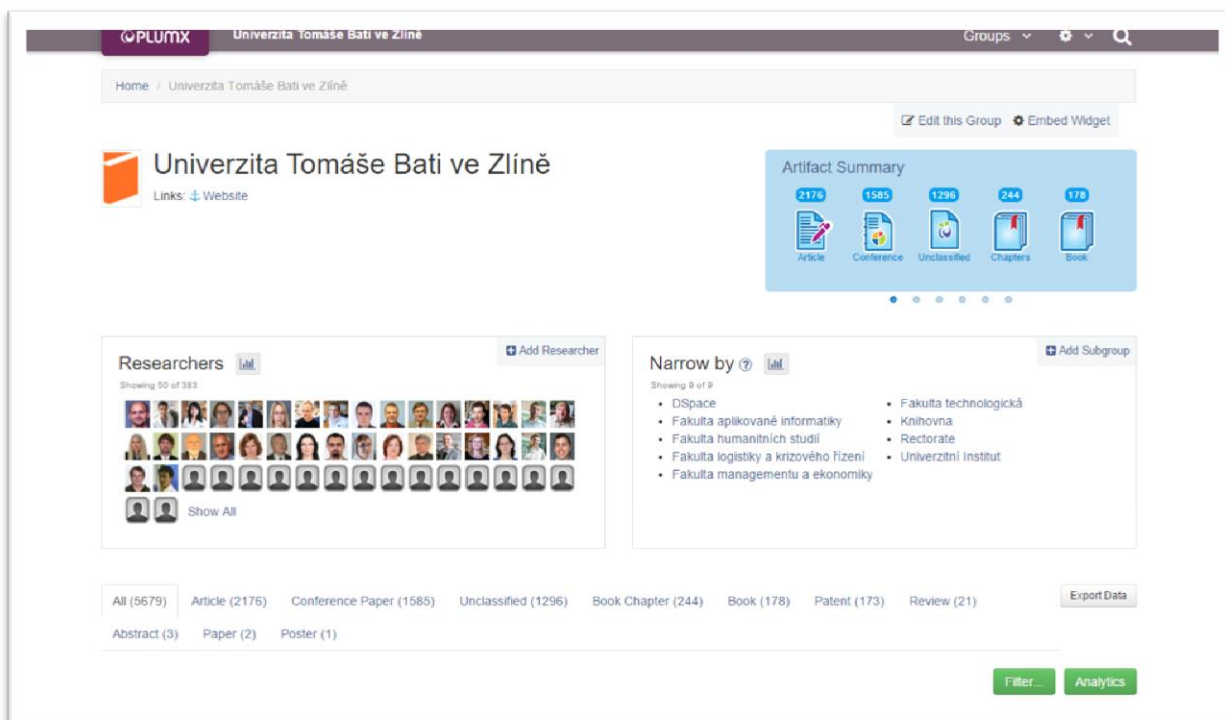 PLUMX Univerzita Tomáše Bati ve Zlíně Groups
Home / Univerzita Tomáše Bati ve Zlíně
Edit this Group Embed Widget
Univerzita Tomáše Bati ve Zlíně
Links: Website
Artifact Summary
2176 1585 1296 244 178
Article Conference Unclassified Chapters Book
Researchers
Add Researcher
Showing 50 of 383
Show All
Narrow by ?
Add Subgroup
Showing 9 of 9
DSpace
Fakulta aplikované informatiky
Fakulta humanitních studií
Fakulta logistiky a krizového řízení
Fakulta managementu a ekonomiky
Fakulta technologická
Knihovna
Rectorate
Univerzitní Institut
All (5679) Article (2176) Conference Paper (1585) Unclassified (1296) Book Chapter (244) Book (178) Patent (173) Review (21)
Export Data
Abstract (3) Paper (2) Poster (1)
Filter... Analytics